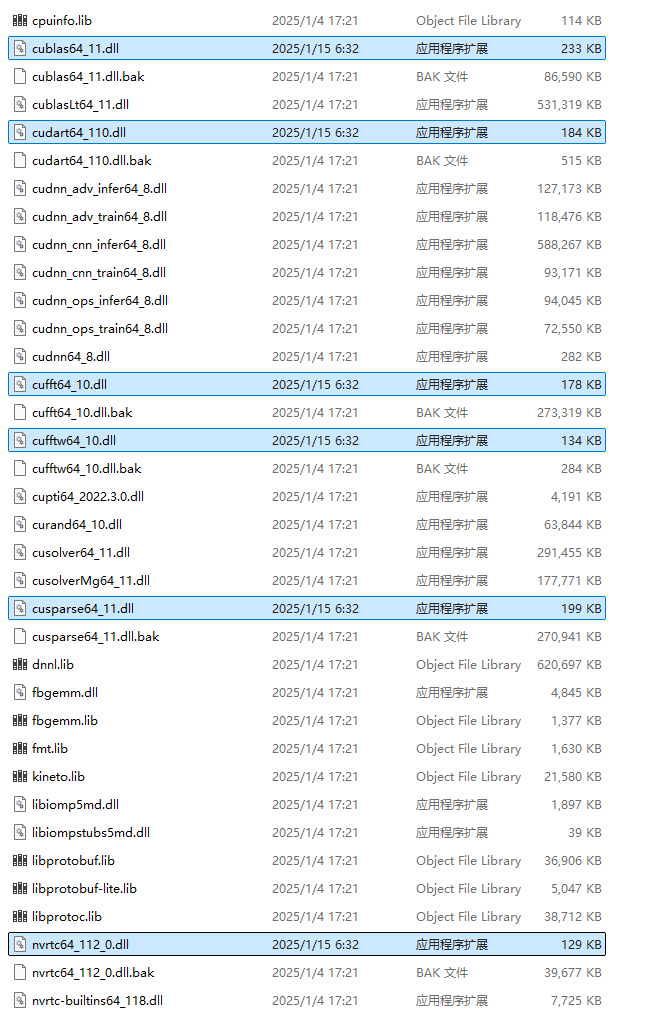 cpuinfo.lib 2025/1/4 17:21 Object File Library 114 KB
cublas64_11.dll 2025/1/15 6:32 应用程序扩展 233 KB
cublas64_11.dll.bak 2025/1/4 17:21 BAK 文件 86,590 KB
cublasLt64_11.dll 2025/1/4 17:21 应用程序扩展 531,319 KB
cudart64_110.dll 2025/1/15 6:32 应用程序扩展 184 KB
cudart64_110.dll.bak 2025/1/4 17:21 BAK 文件 515 KB
cudnn_adv_infer64_8.dll 2025/1/4 17:21 应用程序扩展 127,173 KB
cudnn_adv_train64_8.dll 2025/1/4 17:21 应用程序扩展 118,476 KB
cudnn_cnn_infer64_8.dll 2025/1/4 17:21 应用程序扩展 588,267 KB
cudnn_cnn_train64_8.dll 2025/1/4 17:21 应用程序扩展 93,171 KB
cudnn_ops_infer64_8.dll 2025/1/4 17:21 应用程序扩展 94,045 KB
cudnn_ops_train64_8.dll 2025/1/4 17:21 应用程序扩展 72,550 KB
cudnn64_8.dll 2025/1/4 17:21 应用程序扩展 282 KB
cufft64_10.dll 2025/1/15 6:32 应用程序扩展 178 KB
cufft64_10.dll.bak 2025/1/4 17:21 BAK 文件 273,319 KB
cufftw64_10.dll 2025/1/15 6:32 应用程序扩展 134 KB
cufftw64_10.dll.bak 2025/1/4 17:21 BAK 文件 284 KB
cupti64_2022.3.0.dll 2025/1/4 17:21 应用程序扩展 4,191 KB
curand64_10.dll 2025/1/4 17:21 应用程序扩展 63,844 KB
cusolver64_11.dll 2025/1/4 17:21 应用程序扩展 291,455 KB
cusolverMg64_11.dll 2025/1/4 17:21 应用程序扩展 177,771 KB
cusparse64_11.dll 2025/1/15 6:32 应用程序扩展 199 KB
cusparse64_11.dll.bak 2025/1/4 17:21 BAK 文件 270,941 KB
dnnl.lib 2025/1/4 17:21 Object File Library 620,697 KB
fbgemm.dll 2025/1/4 17:21 应用程序扩展 4,845 KB
fbgemm.lib 2025/1/4 17:21 Object File Library 1,377 KB
fmt.lib 2025/1/4 17:21 Object File Library 1,630 KB
kineto.lib 2025/1/4 17:21 Object File Library 21,580 KB
libiomp5md.dll 2025/1/4 17:21 应用程序扩展 1,897 KB
libiompstubs5md.dll 2025/1/4 17:21 应用程序扩展 39 KB
libprotobuf.lib 2025/1/4 17:21 Object File Library 36,906 KB
libprotobuf-lite.lib 2025/1/4 17:21 Object File Library 5,047 KB
libprotoc.lib 2025/1/4 17:21 Object File Library 38,712 KB
nvrtc64_112_0.dll 2025/1/15 6:32 应用程序扩展 129 KB
nvrtc64_112_0.dll.bak 2025/1/4 17:21 BAK 文件 39,677 KB
nvrtc-builtins64_118.dll 2025/1/4 17:21 应用程序扩展 7,725 KB